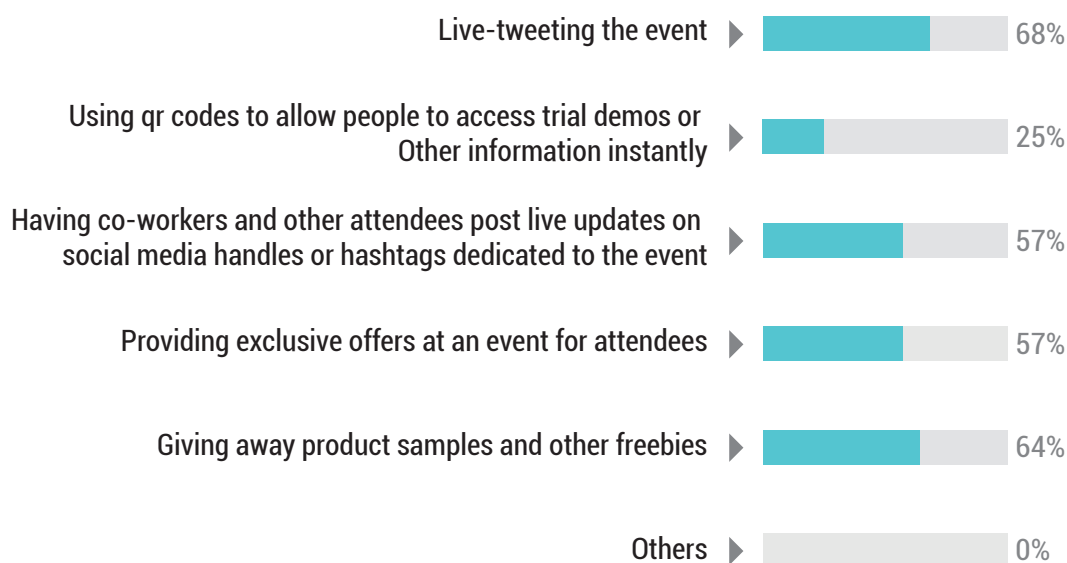 Live-tweeting the event
68%
Using qr codes to allow people to access trial demos or
Other information instantly
25%
Having co-workers and other attendees post live updates on
social media handles or hashtags dedicated to the event
57%
Providing exclusive offers at an event for attendees
57%
Giving away product samples and other freebies
64%
Others
0%